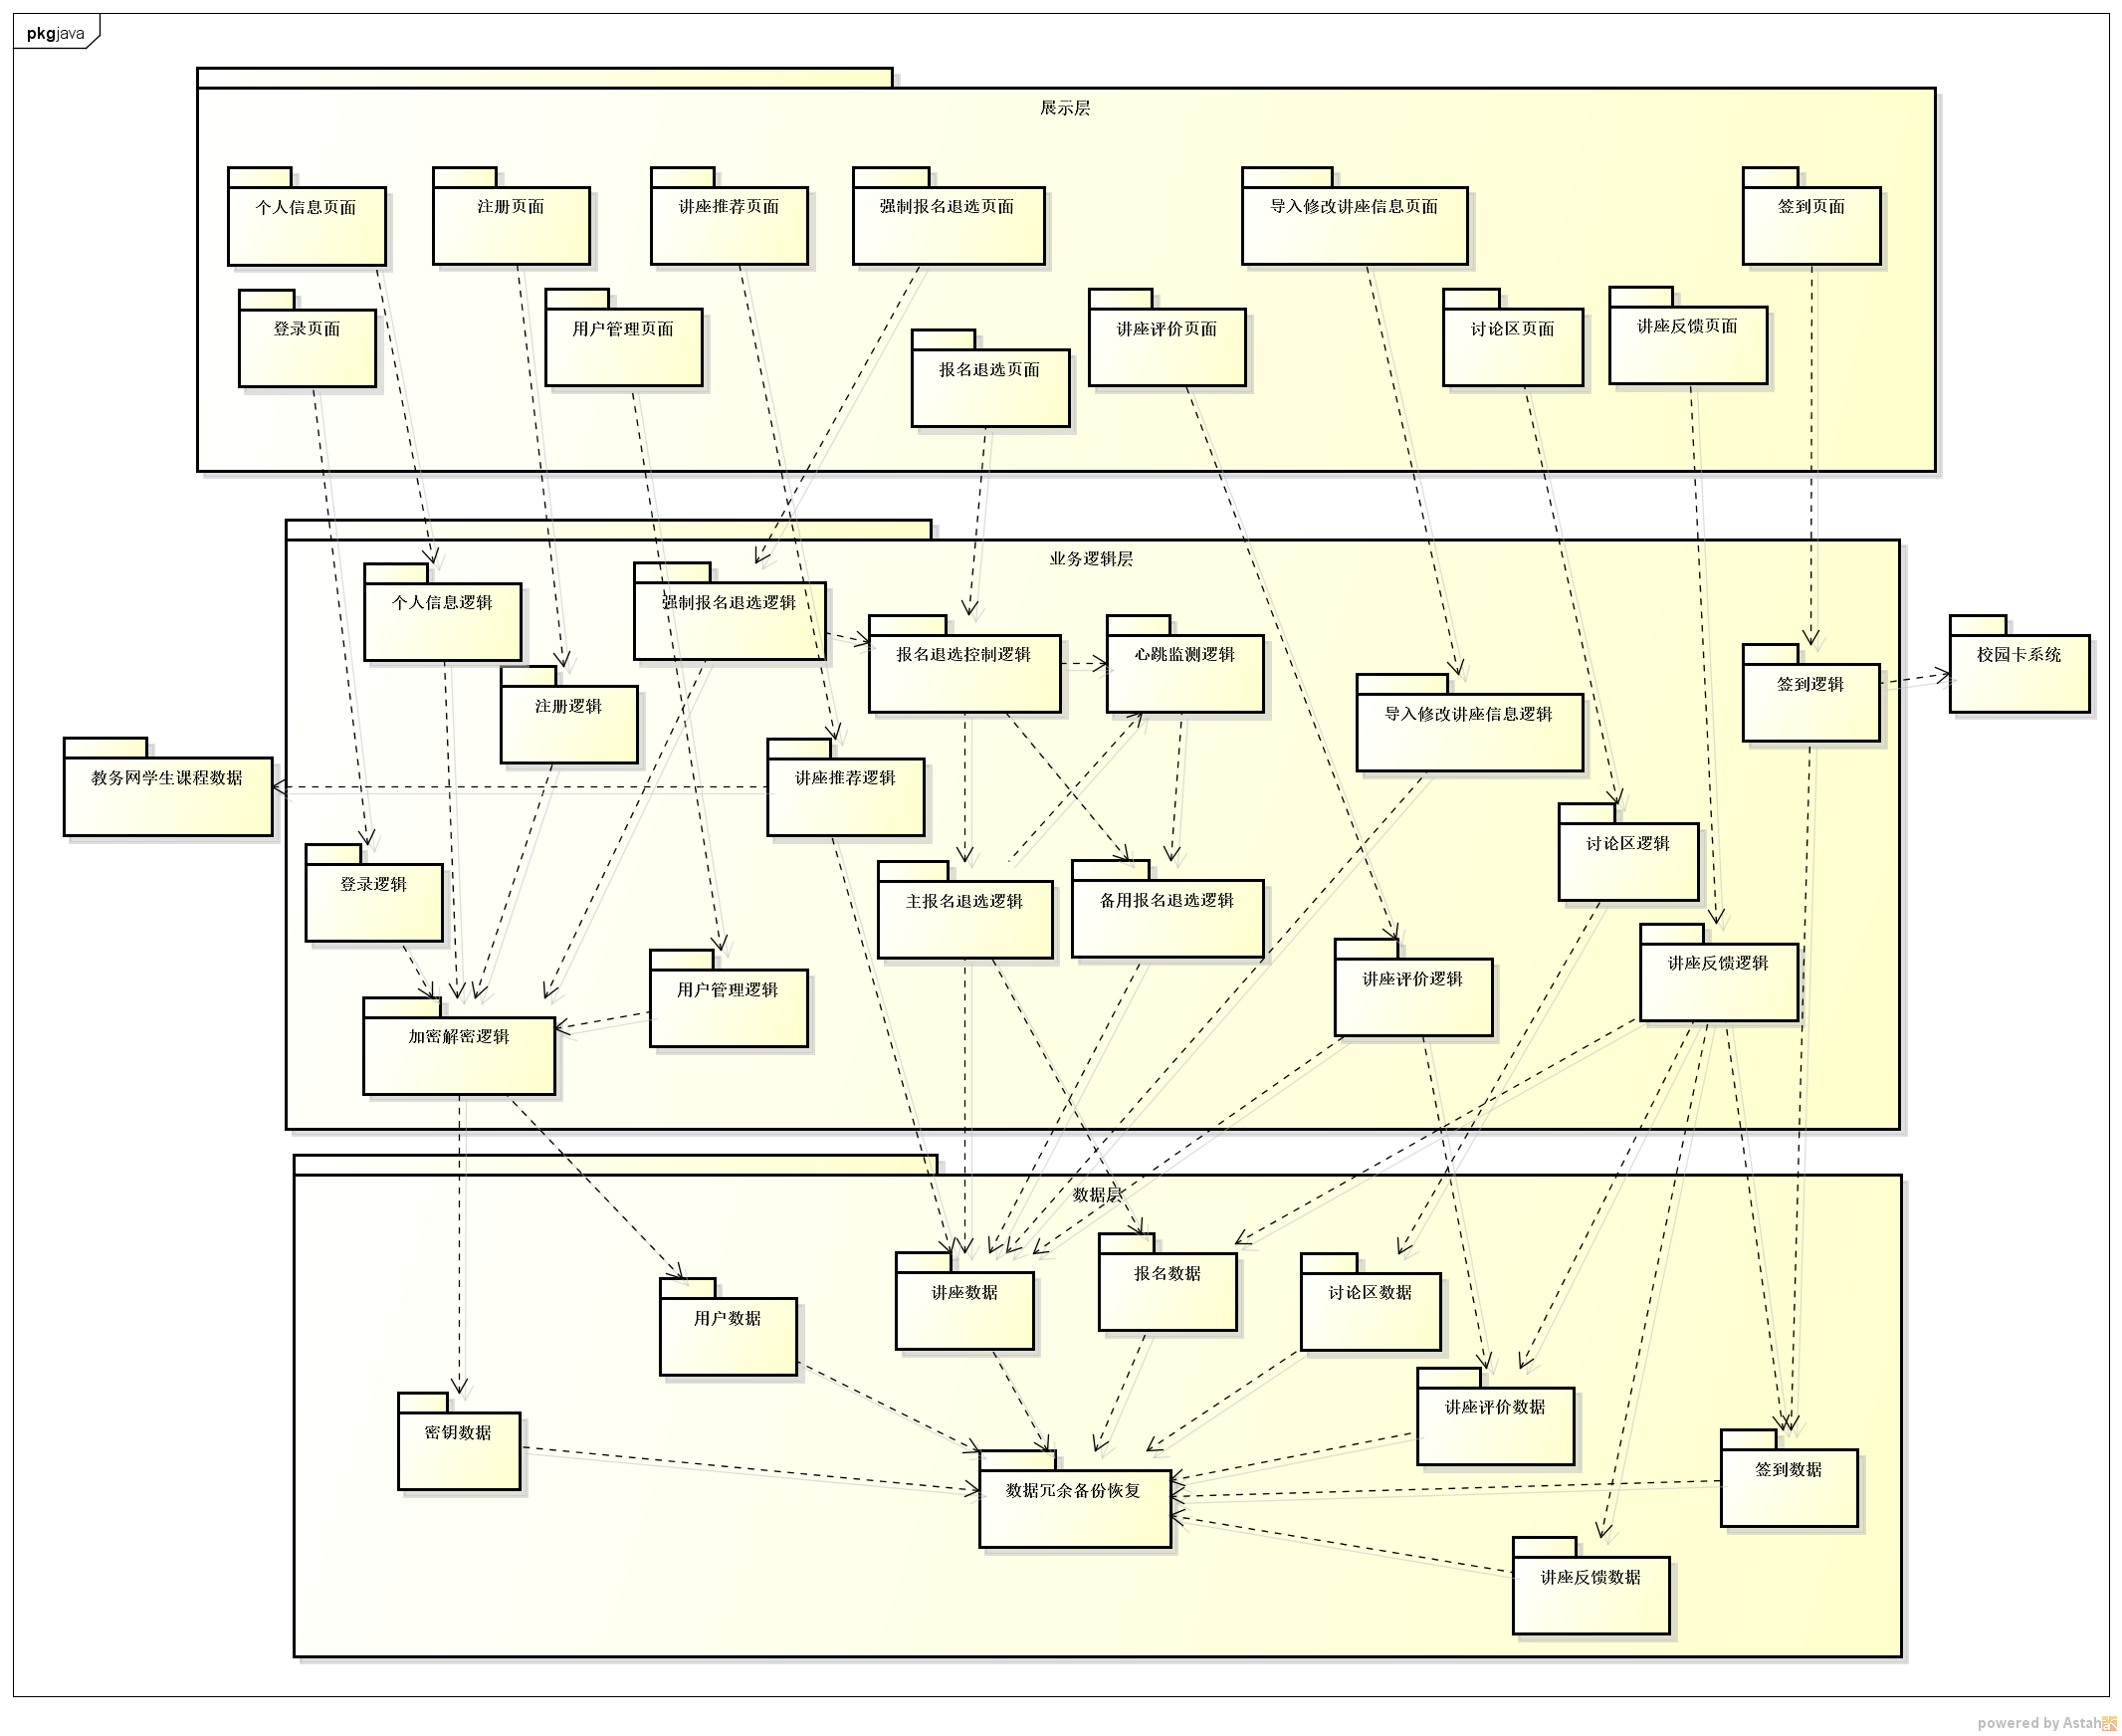 pkg java
展示层
个人信息页面
注册页面
讲座推荐页面
强制报名退选页面
导入修改讲座信息页面
签到页面
登录页面
用户管理页面
报名退选页面
讲座评价页面
讨论区页面
讲座反馈页面
业务逻辑层
个人信息逻辑
强制报名退选逻辑
报名退选控制逻辑
心跳监测逻辑
校园卡系统
注册逻辑
导入修改讲座信息逻辑
签到逻辑
教务网学生课程数据
讲座推荐逻辑
讨论区逻辑
登录逻辑
主报名退选逻辑
备用报名退选逻辑
讲座反馈逻辑
用户管理逻辑
讲座评价逻辑
加密解密逻辑
数据层
报名数据
讲座数据
讨论区数据
用户数据
讲座评价数据
密钥数据
签到数据
数据冗余备份恢复
讲座反馈数据
powered by Astah